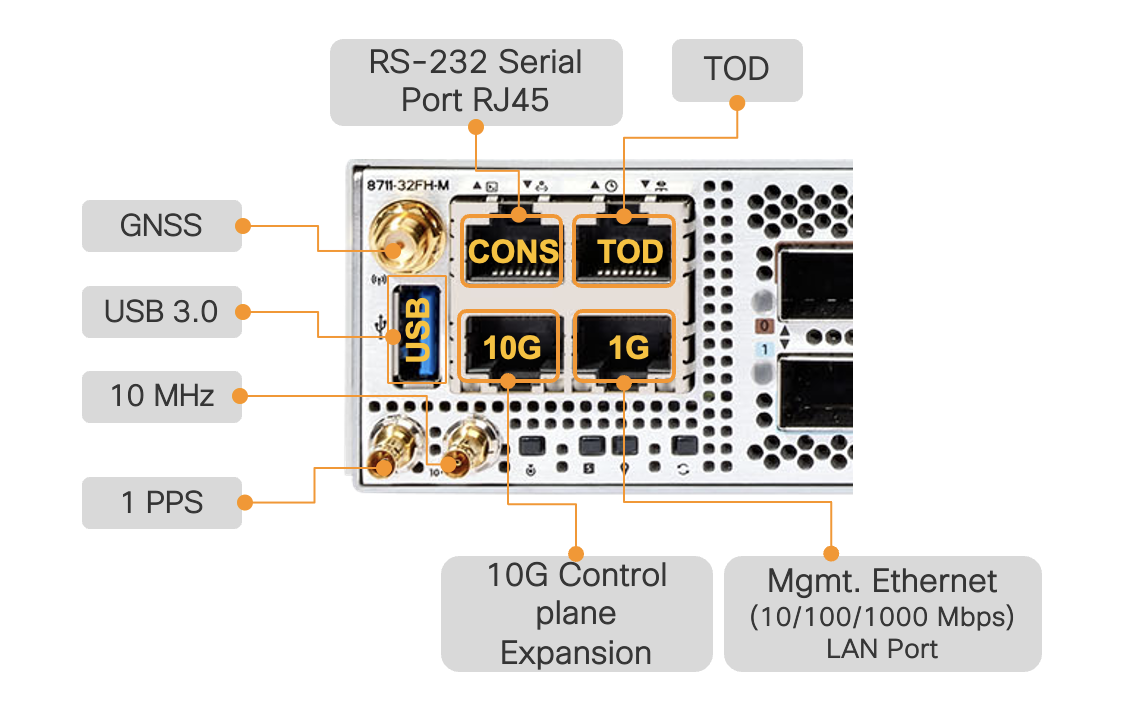 RS-232 Serial
Port RJ45
TOD
8711-32FH-M
GNSS
CONS
TOD
USB 3.0
USB
10G
1G
0
1
10 MHz
10
1 PPS
10G Control
plane
Expansion
Mgmt. Ethernet
(10/100/1000 Mbps)
LAN Port